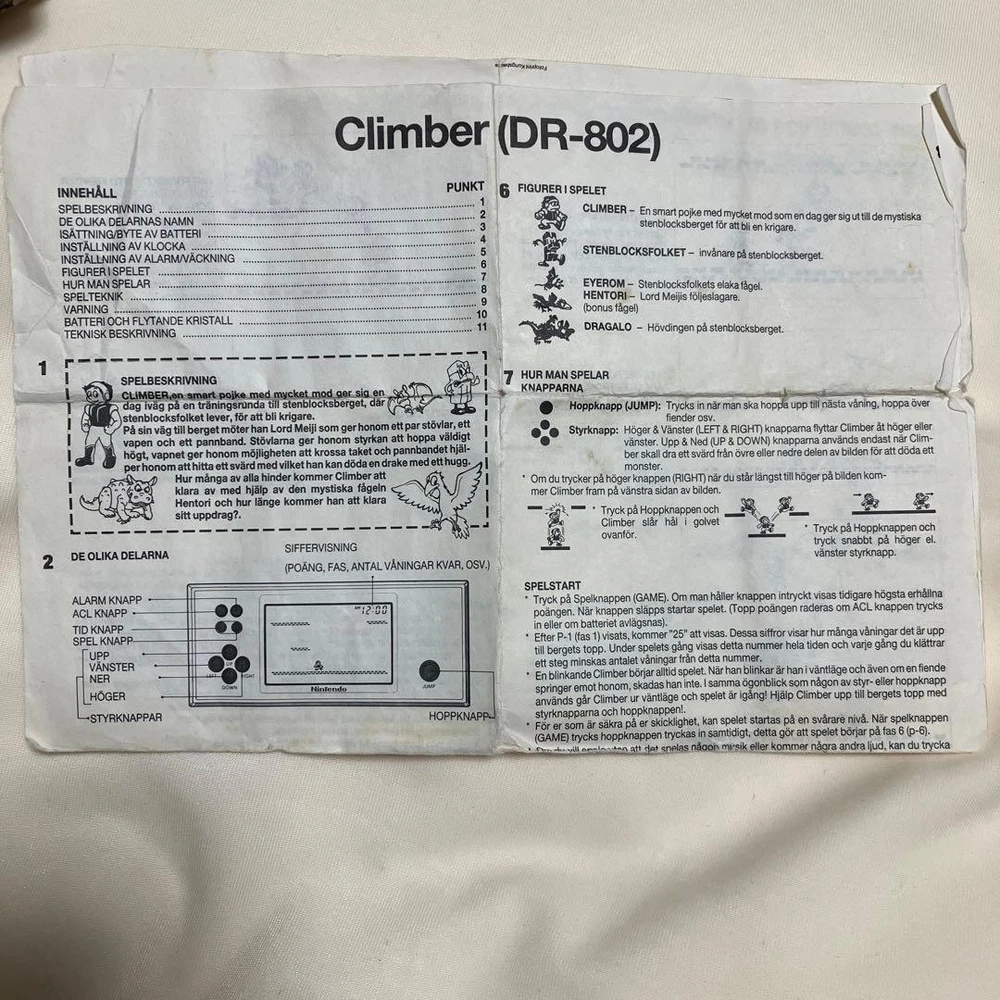 Climber (DR-802)
1
INNEHÅLL PUNKT
SPELBESKRIVNING 1
DE OLIKA DELARNAS NAMN 2
ISÄTTNING/BYTE AV BATTERI 3
INSTÄLLNING AV KLOCKA 4
INSTÄLLNING AV ALARM/VÄCKNING 5
FIGURER I SPELET 6
HUR MAN SPELAR 7
SPELTEKNIK 8
VARNING 9
BATTERI OCH FLYTANDE KRISTALL 10
TEKNISK BESKRIVNING 11
1
SPELBESKRIVNING
CLIMBER, en smart pojke med mycket mod ger sig en
dag iväg på en träningsrunda till stenblocksberget, där
stenblocksfolket lever, för att bli krigare.
På sin väg till berget möter han Lord Meiji som ger honom ett par stövlar, ett
vapen och ett pannband. Stövlarna ger honom styrkan att hoppa väldigt
högt, vapnet ger honom möjligheten att krossa taket och pannbandet hjäl-
per honom att hitta ett svärd med vilket han kan döda en drake med ett hugg.
Hur många av alla hinder kommer Climber att
klara av med hjälp av den mystiska fågeln
Hentori och hur länge kommer han att klara
sitt uppdrag?.
2 DE OLIKA DELARNA
SIFFERVISNING
(POÄNG, FAS, ANTAL VÅNINGAR KVAR, OSV.)
ALARM KNAPP
ACL KNAPP
TID KNAPP
SPEL KNAPP
UPP
VÄNSTER
NER
HÖGER
STYRKNAPPAR
12:00
UP
LEFT
RIGHT
DOWN
Nintendo
JUMP
HOPPKNAPP
6 FIGURER I SPELET
CLIMBER – En smart pojke med mycket mod som en dag ger sig ut till de mystiska
stenblocksberget för att bli en krigare.
STENBLOCKSFOLKET – invånare på stenblocksberget.
EYEROM – Stenblocksfolkets elaka fågel.
HENTORI – Lord Meijis följeslagare.
(bonus fågel)
DRAGALO – Hövdingen på stenblocksberget.
7 HUR MAN SPELAR
KNAPPARNA
Hoppknapp (JUMP): Trycks in när man ska hoppa upp till nästa våning, hoppa över
fiender osv.
Styrknapp: Höger & Vänster (LEFT & RIGHT) knapparna flyttar Climber åt höger eller
vänster. Upp & Ned (UP & DOWN) knapparna används endast när Clim-
ber skall dra ett svärd från övre eller nedre delen av bilden för att döda ett
monster.
* Om du trycker på höger knappen (RIGHT) när du står längst till höger på bilden kom-
mer Climber fram på vänstra sidan av bilden.
* Tryck på Hoppknappen och
Climber slår hål i golvet
ovanför.
* Tryck på Hoppknappen och
tryck snabbt på höger el.
vänster styrknapp.
SPELSTART
* Tryck på Spelknappen (GAME). Om man håller knappen intryckt visas tidigare högsta erhållna
poängen. När knappen släpps startar spelet. (Topp poängen raderas om ACL knappen trycks
in eller om batteriet avlägsnas).
* Efter P-1 (fas 1) visats, kommer "25" att visas. Dessa siffror visar hur många våningar det är upp
till bergets topp. Under spelets gång visas detta nummer hela tiden och varje gång du klättrar
ett steg minskas antalet våningar från detta nummer.
* En blinkande Climber börjar alltid spelet. När han blinkar är han i väntläge och även om en fiende
springer emot honom, skadas han inte. I samma ögonblick som någon av styr- eller hoppknapp
används går Climber ur väntläge och spelet är igång! Hjälp Climber upp till bergets topp med
styrknapparna och hoppknappen!.
* För er som är säkra på er skicklighet, kan spelet startas på en svårare nivå. När spelknappen
(GAME) trycks hoppknappen tryckas in samtidigt, detta gör att spelet börjar på fas 6 (p-6).
att det spelas någon musik eller kommer några andra ljud, kan du trycka